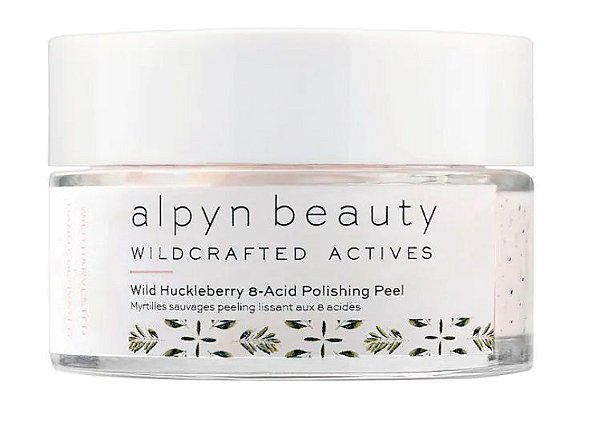 alpyn beauty
WILDCRAFTED ACTIVES
Wild Huckleberry 8-Acid Polishing Peel
Myrtilles sauvages peeling lissant aux 8 acides